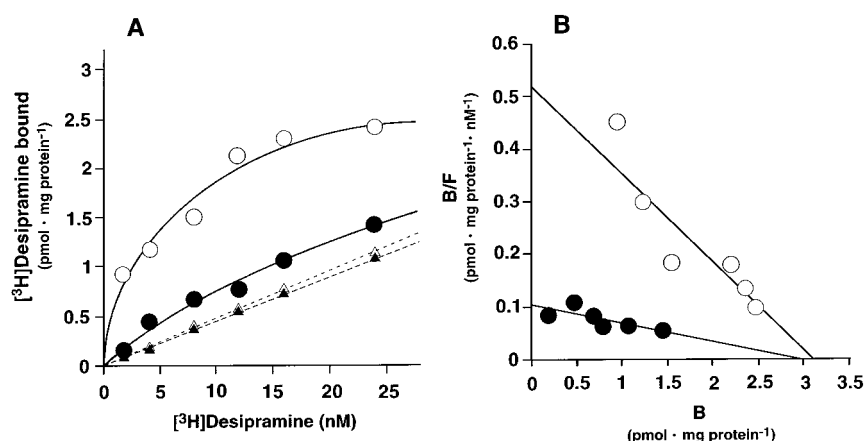 A
[³H]Desipramine bound
(pmol · mg protein⁻¹)
3
2.5
2
1.5
1
0.5
0
0 5 10 15 20 25
[³H]Desipramine (nM)
B
B/F
(pmol · mg protein⁻¹ · nM⁻¹)
0.6
0.5
0.4
0.3
0.2
0.1
0
0 0.5 1 1.5 2 2.5 3 3.5
B
(pmol · mg protein⁻¹)